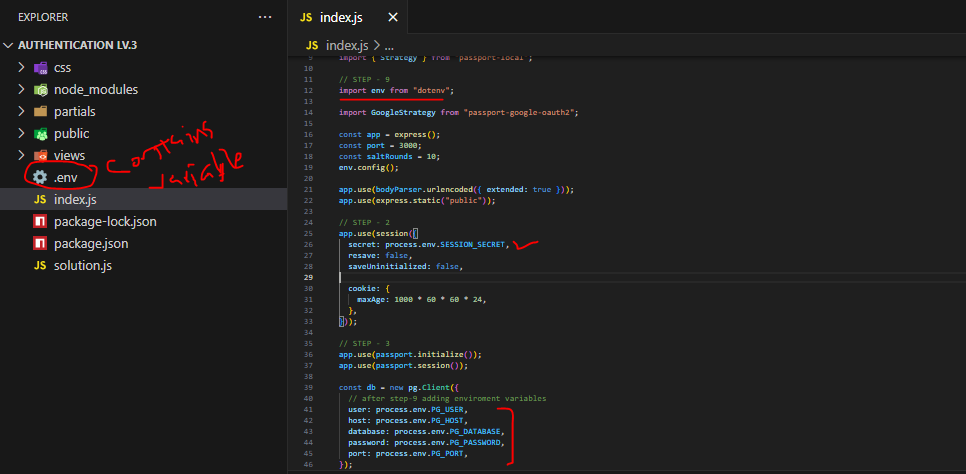 EXPLORER
AUTHENTICATION LV.3
css
node_modules
partials
public
views
.env
JS index.js
package-lock.json
package.json
JS solution.js
contains
JS index.js
JS index.js > ...
9 import { Strategy } from "passport-local";
10
11 // STEP - 9
12 import env from "dotenv";
13
14 import GoogleStrategy from "passport-google-oauth2";
15
16 const app = express();
17 const port = 3000;
18 const saltRounds = 10;
19 env.config();
20
21 app.use(bodyParser.urlencoded({ extended: true }));
22 app.use(express.static("public"));
23
24 // STEP - 2
25 app.use(session({
26 secret: process.env.SESSION_SECRET,
27 resave: false,
28 saveUninitialized: false,
29
30 cookie: {
31 maxAge: 1000 * 60 * 60 * 24,
32 },
33 }));
34
35 // STEP - 3
36 app.use(passport.initialize());
37 app.use(passport.session());
38
39 const db = new pg.Client({
40 // after step-9 adding enviroment variables
41 user: process.env.PG_USER,
42 host: process.env.PG_HOST,
43 database: process.env.PG_DATABASE,
44 password: process.env.PG_PASSWORD,
45 port: process.env.PG_PORT,
46 });